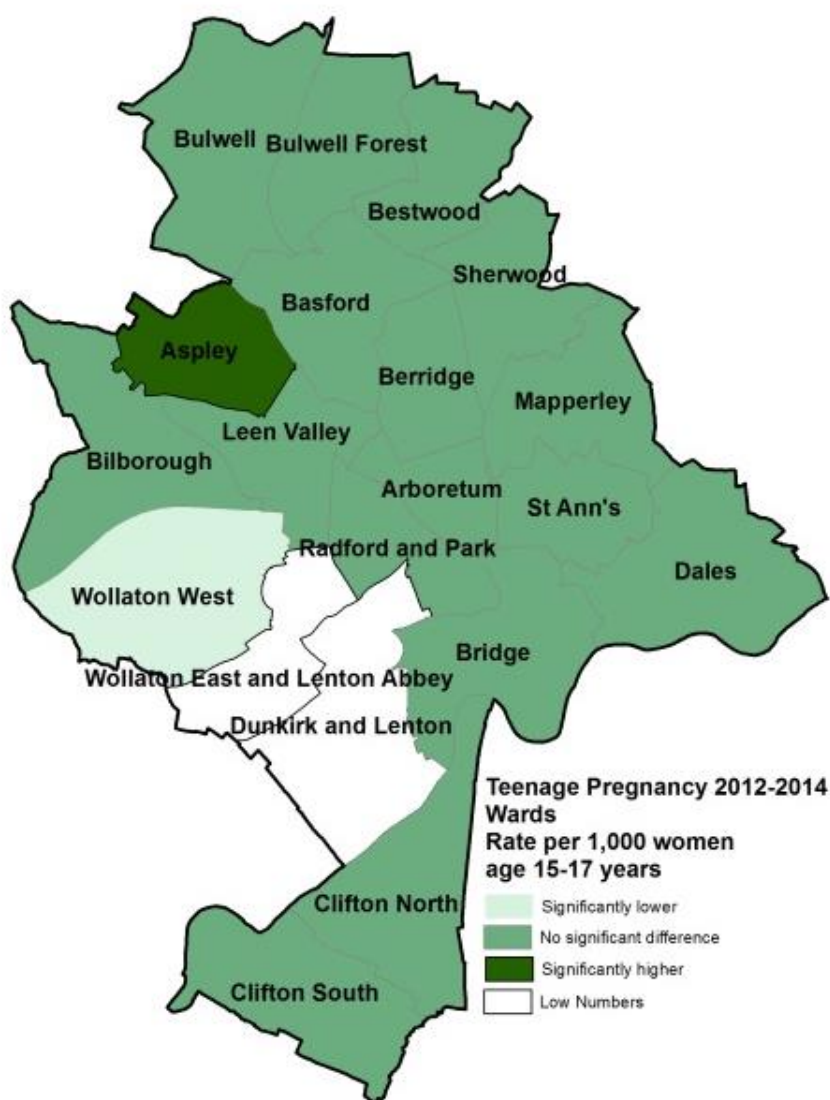 Bulwell
Bulwell Forest
Bestwood
Sherwood
Basford
Aspley
Berridge
Mapperley
Leen Valley
Bilborough
Arboretum
St Ann's
Radford and Park
Dales
Wollaton West
Bridge
Wollaton East and Lenton Abbey
Dunkirk and Lenton
Clifton North
Clifton South
Teenage Pregnancy 2012-2014
Wards
Rate per 1,000 women
age 15-17 years
Significantly lower
No significant difference
Significantly higher
Low Numbers